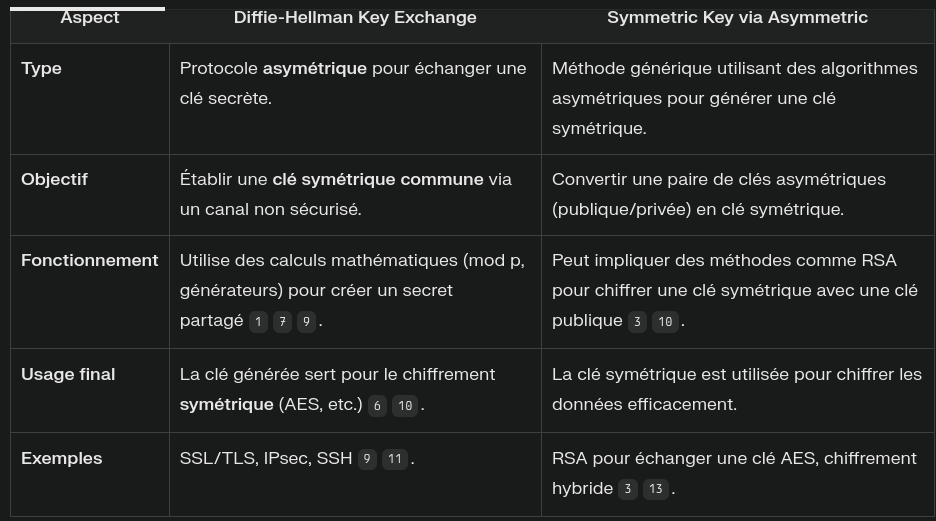 Aspect Diffie-Hellman Key Exchange Symmetric Key via Asymmetric
Type
Protocole asymétrique pour échanger une
clé secrète.
Méthode générique utilisant des algorithmes
asymétriques pour générer une clé
symétrique.
Objectif
Établir une clé symétrique commune via
un canal non sécurisé.
Convertir une paire de clés asymétriques
(publique/privée) en clé symétrique.
Fonctionnement
Utilise des calculs mathématiques (mod p,
générateurs) pour créer un secret
partagé 1 7 9 .
Peut impliquer des méthodes comme RSA
pour chiffrer une clé symétrique avec une clé
publique 3 10 .
Usage final
La clé générée sert pour le chiffrement
symétrique (AES, etc.) 6 10 .
La clé symétrique est utilisée pour chiffrer les
données efficacement.
Exemples
SSL/TLS, IPsec, SSH 9 11 .
RSA pour échanger une clé AES, chiffrement
hybride 3 13 .